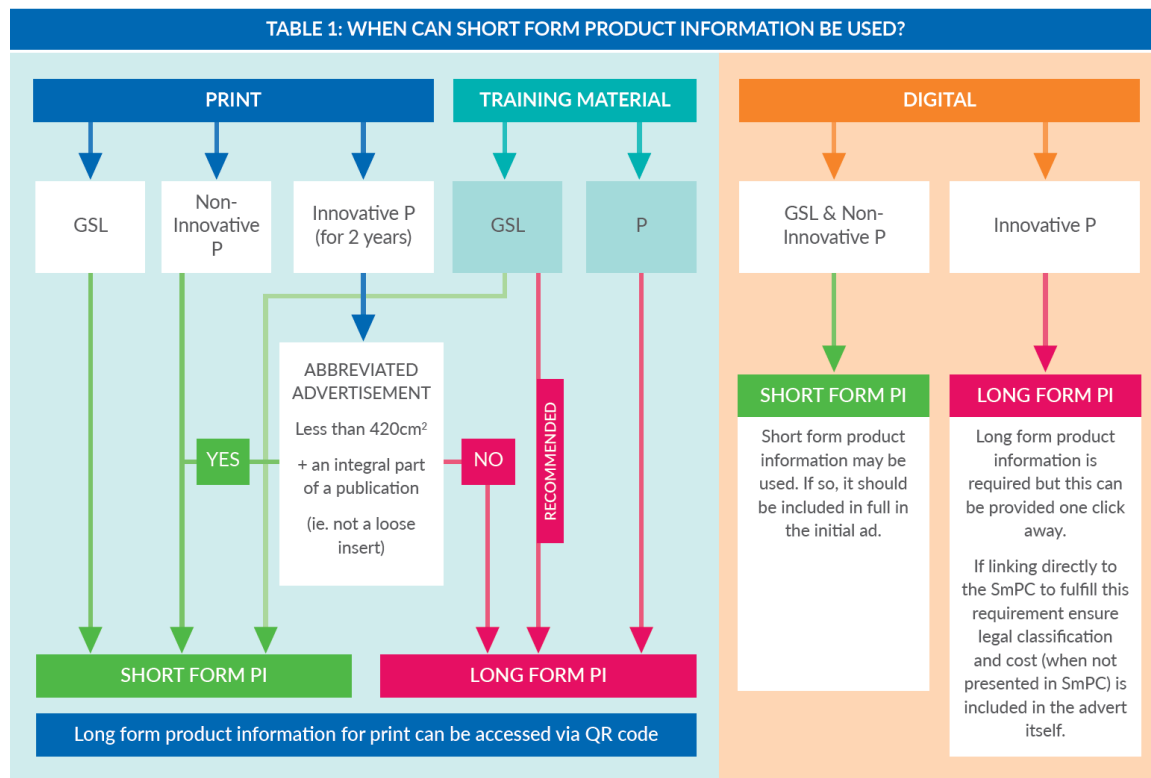 TABLE 1: WHEN CAN SHORT FORM PRODUCT INFORMATION BE USED?
PRINT
TRAINING MATERIAL
DIGITAL
GSL
Non-
Innovative
P
Innovative P
(for 2 years)
GSL
P
GSL & Non-
Innovative P
Innovative P
ABBREVIATED
ADVERTISEMENT
Less than 420cm²
+ an integral part
of a publication
(ie. not a loose
insert)
YES
NO
RECOMMENDED
SHORT FORM PI
LONG FORM PI
Long form product information for print can be accessed via QR code
SHORT FORM PI
Short form product
information may be
used. If so, it should
be included in full in
the initial ad.
LONG FORM PI
Long form product
information is
required but this can
be provided one click
away.
If linking directly to
the SmPC to fulfill this
requirement ensure
legal classification
and cost (when not
presented in SmPC) is
included in the advert
itself.